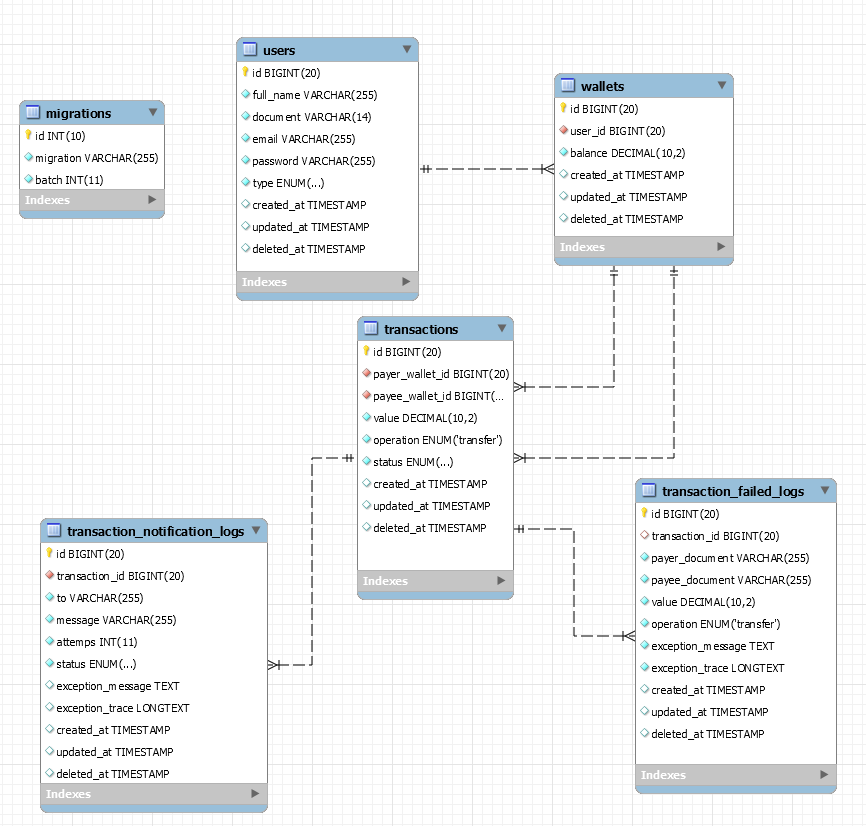 users
id BIGINT(20)
full_name VARCHAR(255)
document VARCHAR(14)
email VARCHAR(255)
password VARCHAR(255)
type ENUM(...)
created_at TIMESTAMP
updated_at TIMESTAMP
deleted_at TIMESTAMP
Indexes
wallets
id BIGINT(20)
user_id BIGINT(20)
balance DECIMAL(10,2)
created_at TIMESTAMP
updated_at TIMESTAMP
deleted_at TIMESTAMP
Indexes
migrations
id INT(10)
migration VARCHAR(255)
batch INT(11)
Indexes
transactions
id BIGINT(20)
payer_wallet_id BIGINT(20)
payee_wallet_id BIGINT(...
value DECIMAL(10,2)
operation ENUM('transfer')
status ENUM(...)
created_at TIMESTAMP
updated_at TIMESTAMP
deleted_at TIMESTAMP
Indexes
transaction_failed_logs
id BIGINT(20)
transaction_id BIGINT(20)
payer_document VARCHAR(255)
payee_document VARCHAR(255)
value DECIMAL(10,2)
operation ENUM('transfer')
exception_message TEXT
exception_trace LONGTEXT
created_at TIMESTAMP
updated_at TIMESTAMP
deleted_at TIMESTAMP
Indexes
transaction_notification_logs
id BIGINT(20)
transaction_id BIGINT(20)
to VARCHAR(255)
message VARCHAR(255)
attemps INT(11)
status ENUM(...)
exception_message TEXT
exception_trace LONGTEXT
created_at TIMESTAMP
updated_at TIMESTAMP
deleted_at TIMESTAMP
Indexes